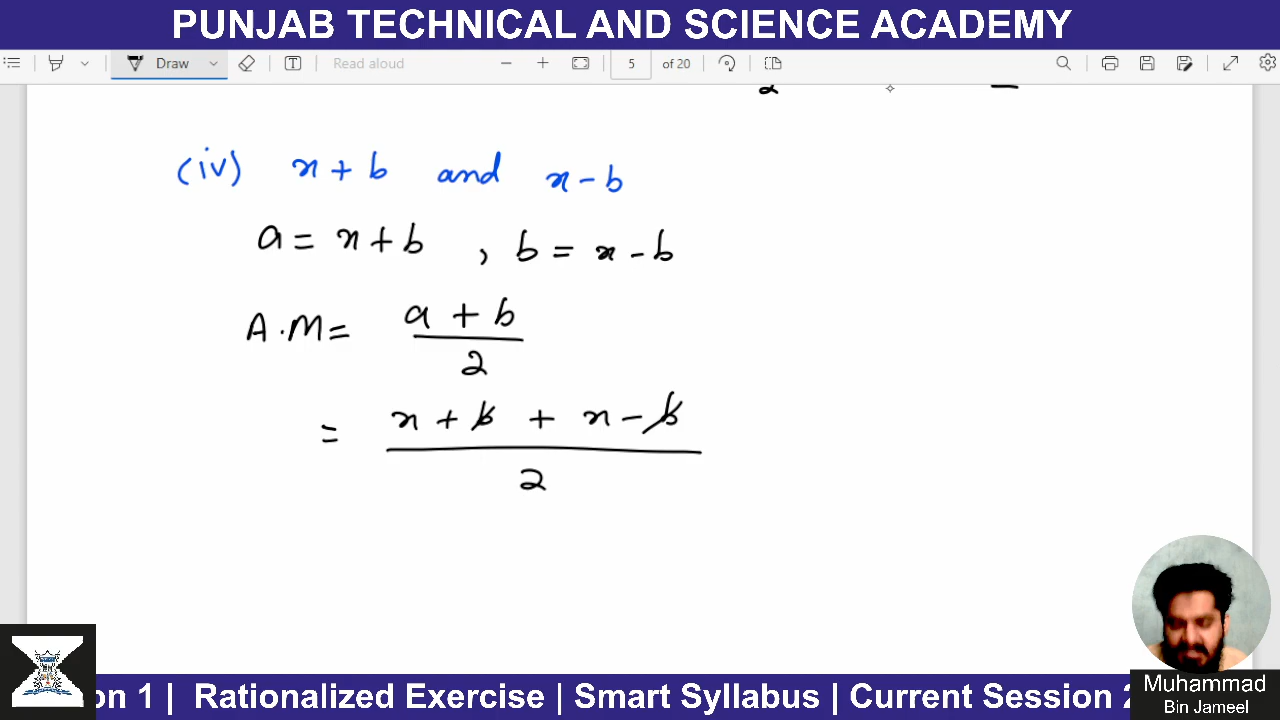 PUNJAB TECHNICAL AND SCIENCE ACADEMY
Draw
Read aloud
5
of 20
2
(iv) x + b and x - b
a = x + b , b = x - b
A.M = a + b
2
= x + b + x - b
2
on 1 | Rationalized Exercise | Smart Syllabus | Current Session 2
Muhammad
Bin Jameel